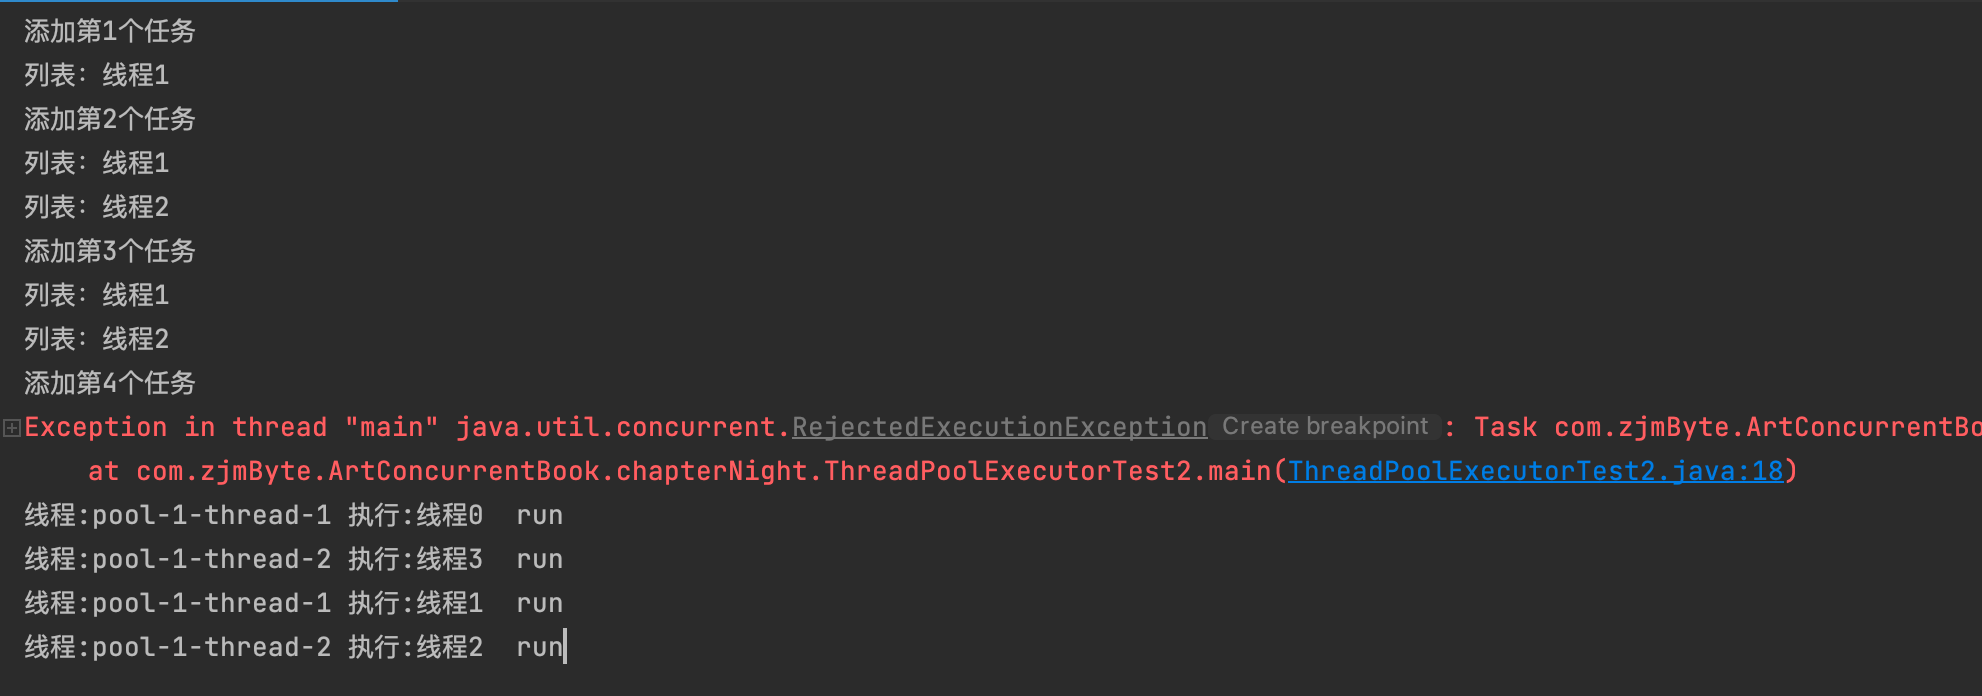 添加第1个任务
列表：线程1
添加第2个任务
列表：线程1
列表：线程2
添加第3个任务
列表：线程1
列表：线程2
添加第4个任务
Exception in thread "main" java.util.concurrent.RejectedExecutionException Create breakpoint : Task com.zjmByte.ArtConcurrentBo
at com.zjmByte.ArtConcurrentBook.chapterNight.ThreadPoolExecutorTest2.main(ThreadPoolExecutorTest2.java:18)
线程:pool-1-thread-1 执行:线程0  run
线程:pool-1-thread-2 执行:线程3  run
线程:pool-1-thread-1 执行:线程1  run
线程:pool-1-thread-2 执行:线程2  run